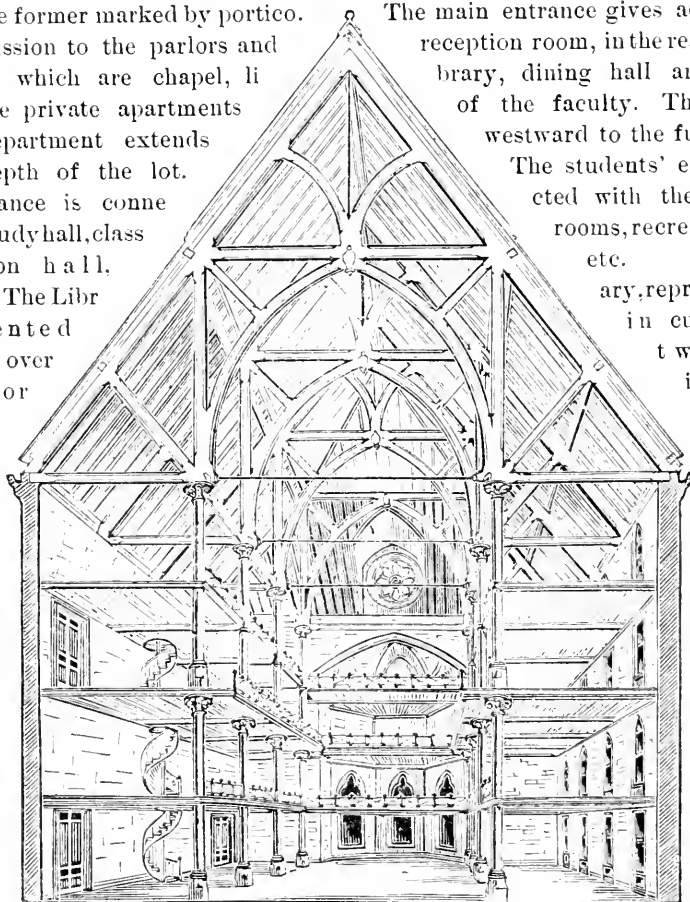 e former marked by portico. The main entrance gives a
ission to the parlors and reception room, in the re
which are chapel, li brary, dining hall an
e private apartments of the faculty. Th
epartment extends westward to the fu
epth of the lot. The students' e
ance is conne cted with the
udy hall, class rooms, recre
on hall, etc.
The Libr ary, repr
ented in cu
over t w
or i